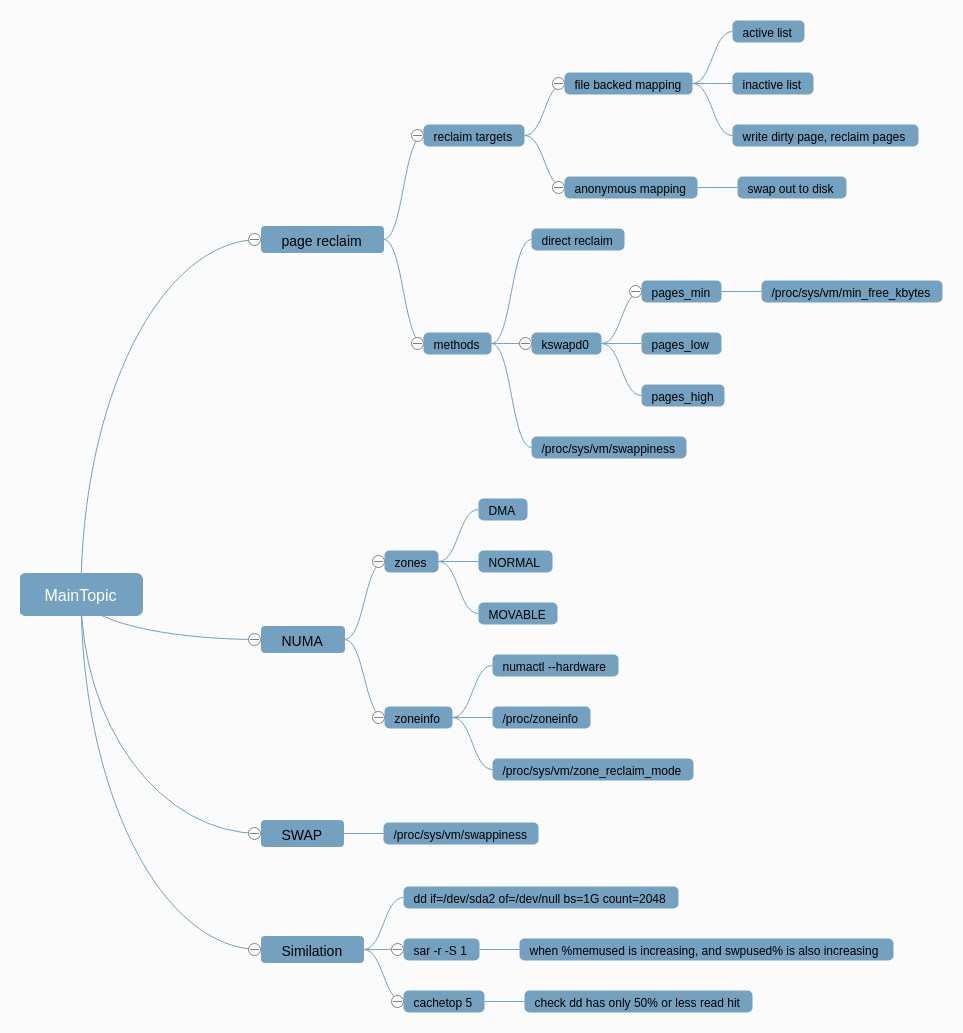 MainTopic
page reclaim
reclaim targets
file backed mapping
active list
inactive list
write dirty page, reclaim pages
anonymous mapping
swap out to disk
methods
direct reclaim
kswapd0
pages_min
/proc/sys/vm/min_free_kbytes
pages_low
pages_high
/proc/sys/vm/swappiness
NUMA
zones
DMA
NORMAL
MOVABLE
zoneinfo
numactl --hardware
/proc/zoneinfo
/proc/sys/vm/zone_reclaim_mode
SWAP
/proc/sys/vm/swappiness
Similation
dd if=/dev/sda2 of=/dev/null bs=1G count=2048
sar -r -S 1
when %memused is increasing, and swpused% is also increasing
cachetop 5
check dd has only 50% or less read hit